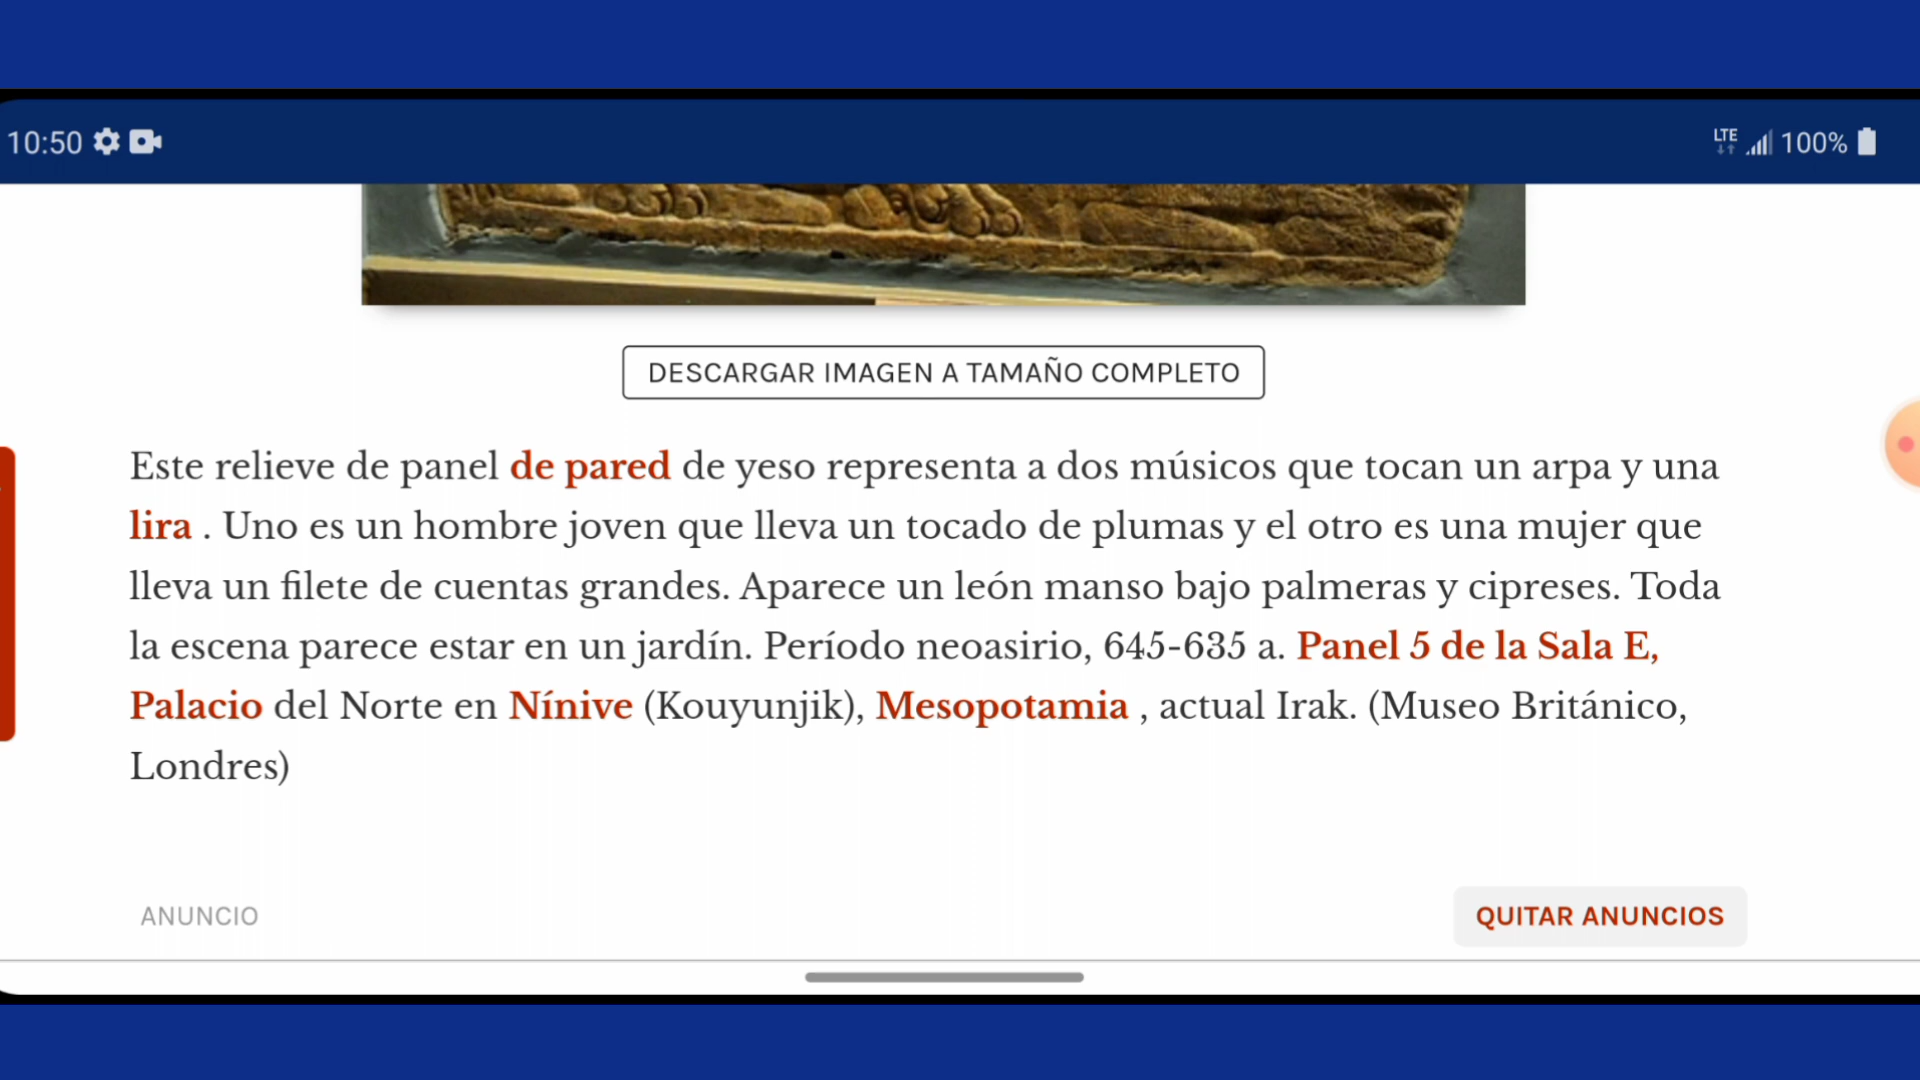 10:50
LTE 100%
DESCARGAR IMAGEN A TAMAÑO COMPLETO
Este relieve de panel de pared de yeso representa a dos músicos que tocan un arpa y una
lira . Uno es un hombre joven que lleva un tocado de plumas y el otro es una mujer que
lleva un filete de cuentas grandes. Aparece un león manso bajo palmeras y cipreses. Toda
la escena parece estar en un jardín. Período neoasirio, 645-635 a. Panel 5 de la Sala E,
Palacio del Norte en Nínive (Kouyunjik), Mesopotamia , actual Irak. (Museo Británico,
Londres)
ANUNCIO
QUITAR ANUNCIOS